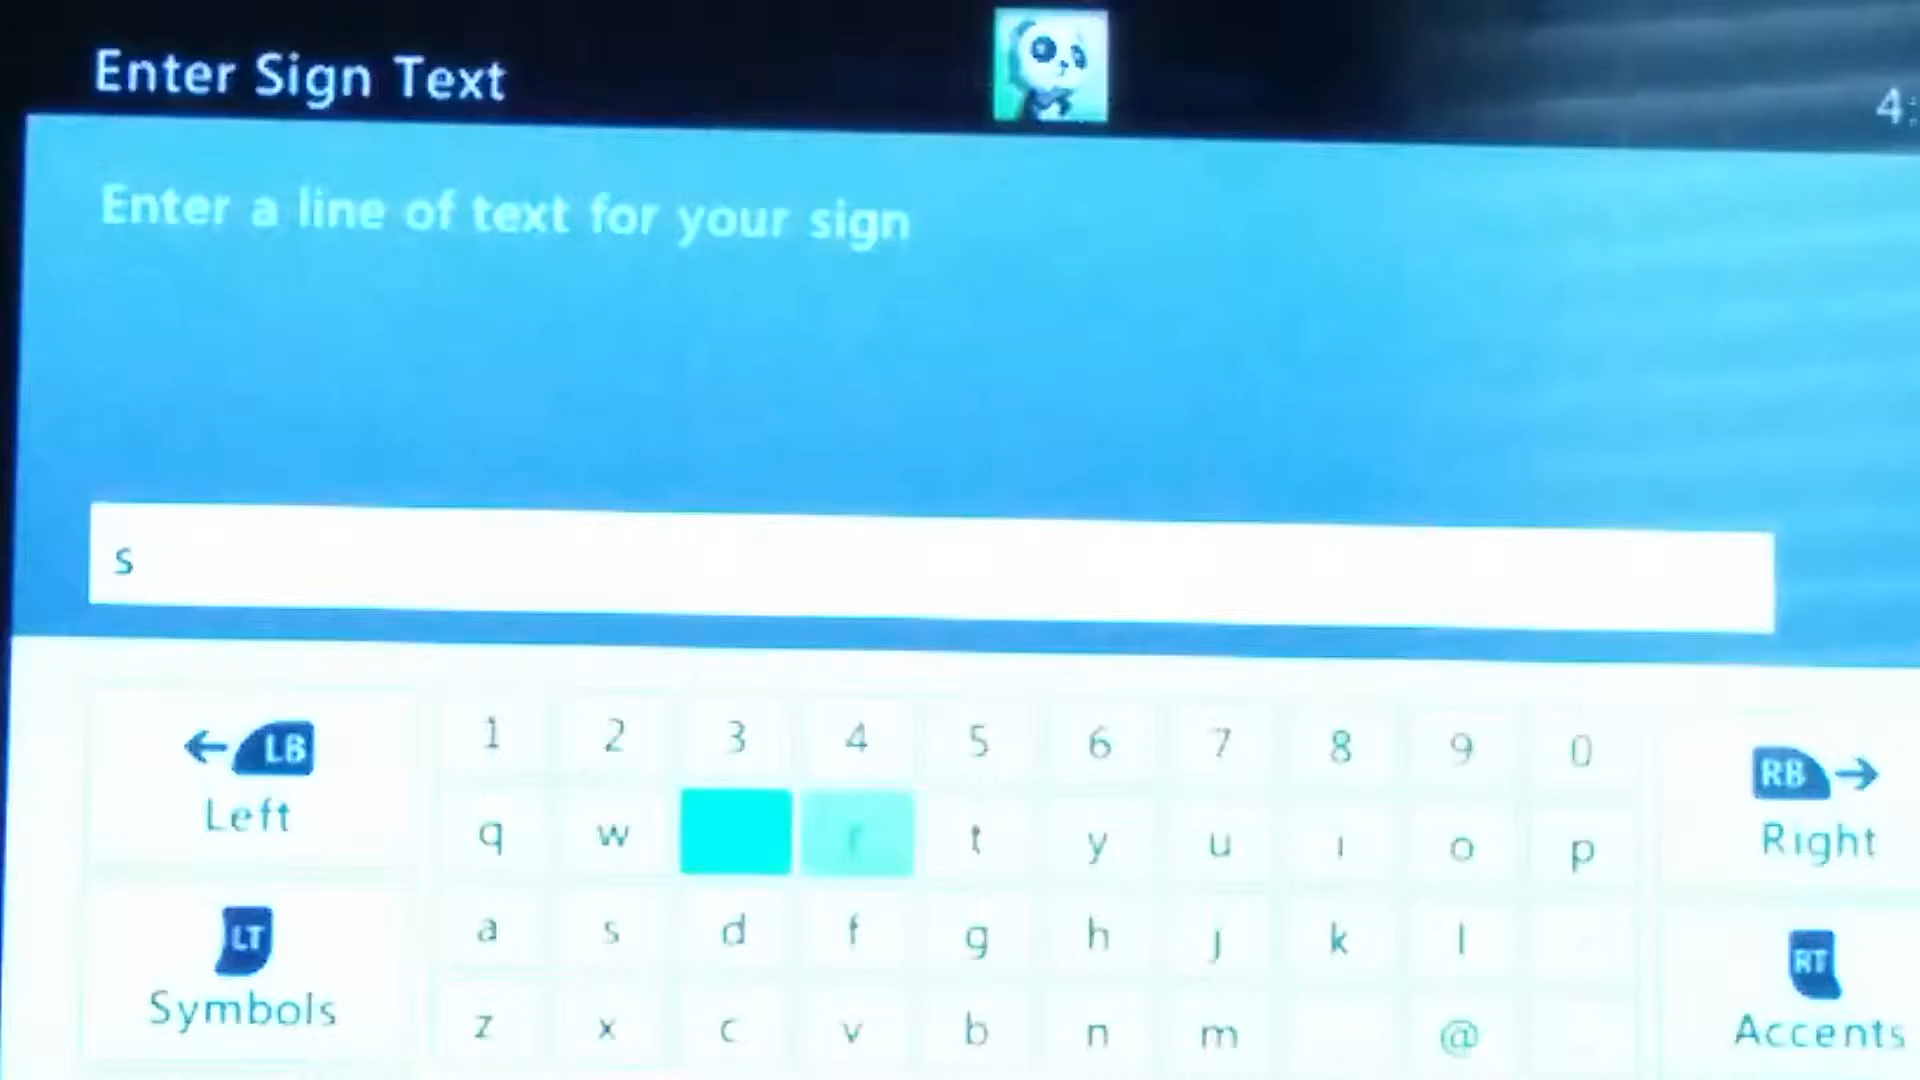 Enter Sign Text
4:
Enter a line of text for your sign
s
LB
Left
1 2 3 4 5 6 7 8 9 0
RB
Right
q w r t y u i o p
LT
Symbols
a s d f g h j k l
RT
Accents
z x c v b n m @